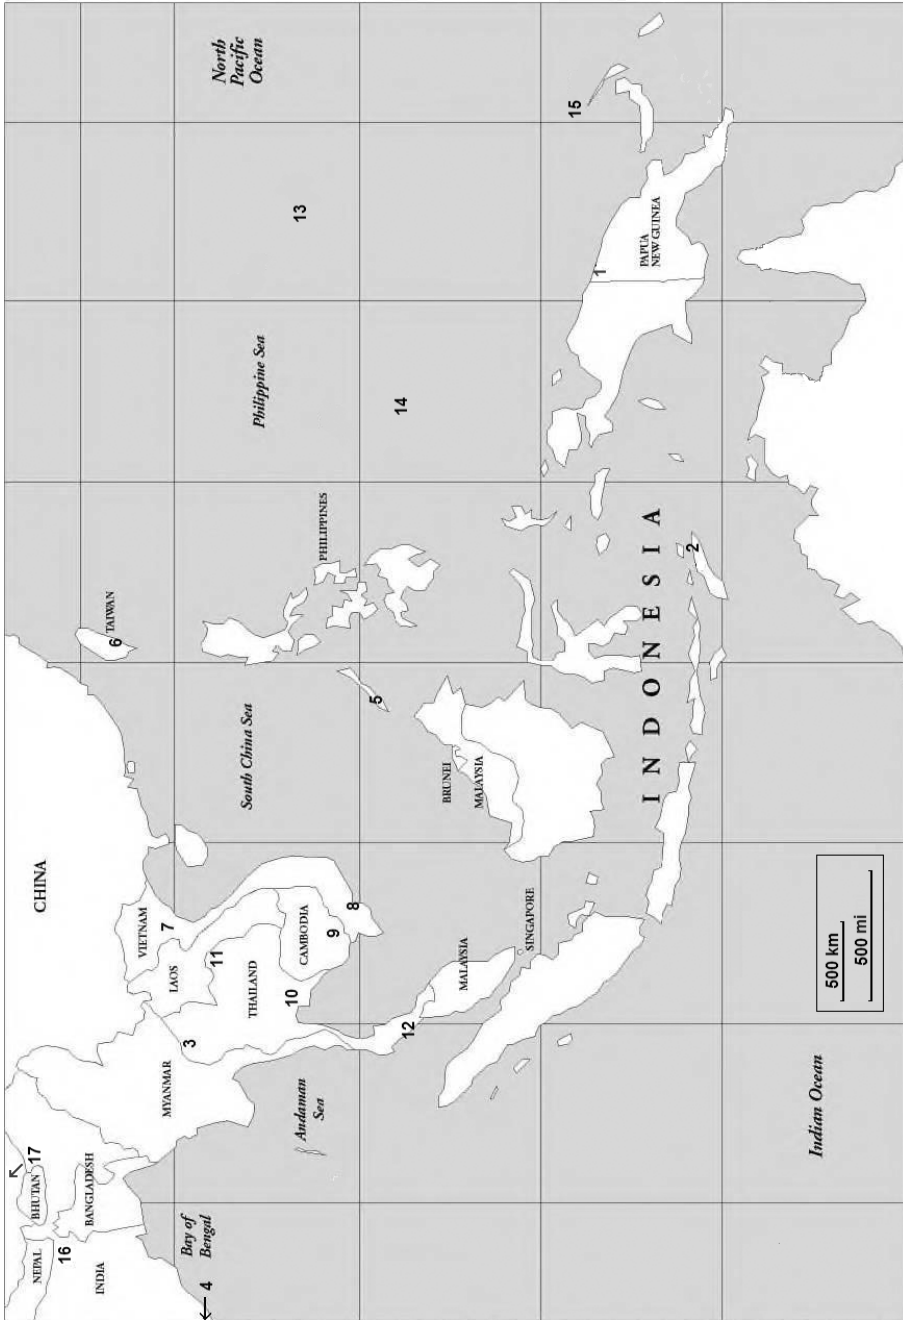 NEPAL
16
INDIA
BHUTAN
17
BANGLADESH
Bay of
Bengal
4
CHINA
MYANMAR
3
VIETNAM
LAOS
7
11
THAILAND
10
CAMBODIA
9
8
12
Andaman
Sea
MALAYSIA
SINGAPORE
6
TAIWAN
South China Sea
5
BRUNEI
MALAYSIA
PHILIPPINES
Philippine Sea
13
14
North
Pacific
Ocean
INDONESIA
2
1
PAPUA
NEW GUINEA
15
Indian Ocean
500 km
500 mi